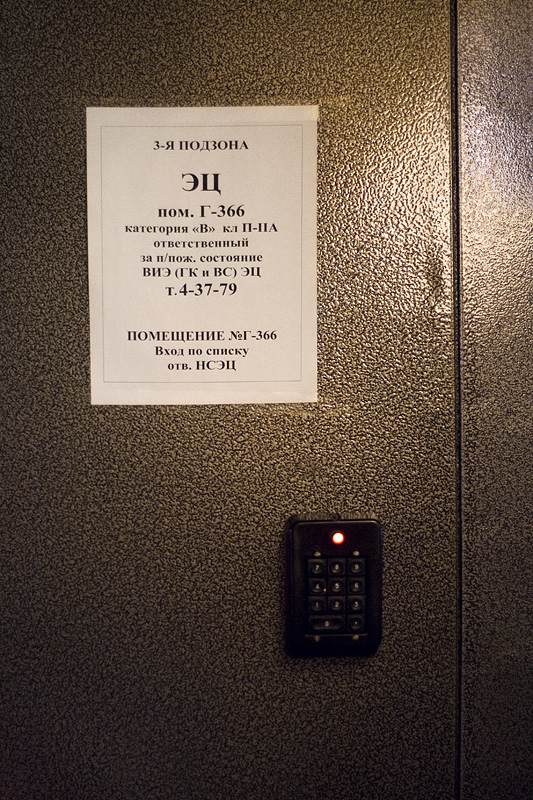 3-Я ПОДЗОНА
ЭЦ
пом. Г-366
категория «В» кл П-IIА
ответственный
за п/пож. состояние
ВИЭ (ГК и ВС) ЭЦ
т.4-37-79
ПОМЕЩЕНИЕ №Г-366
Вход по списку
отв. НСЭЦ